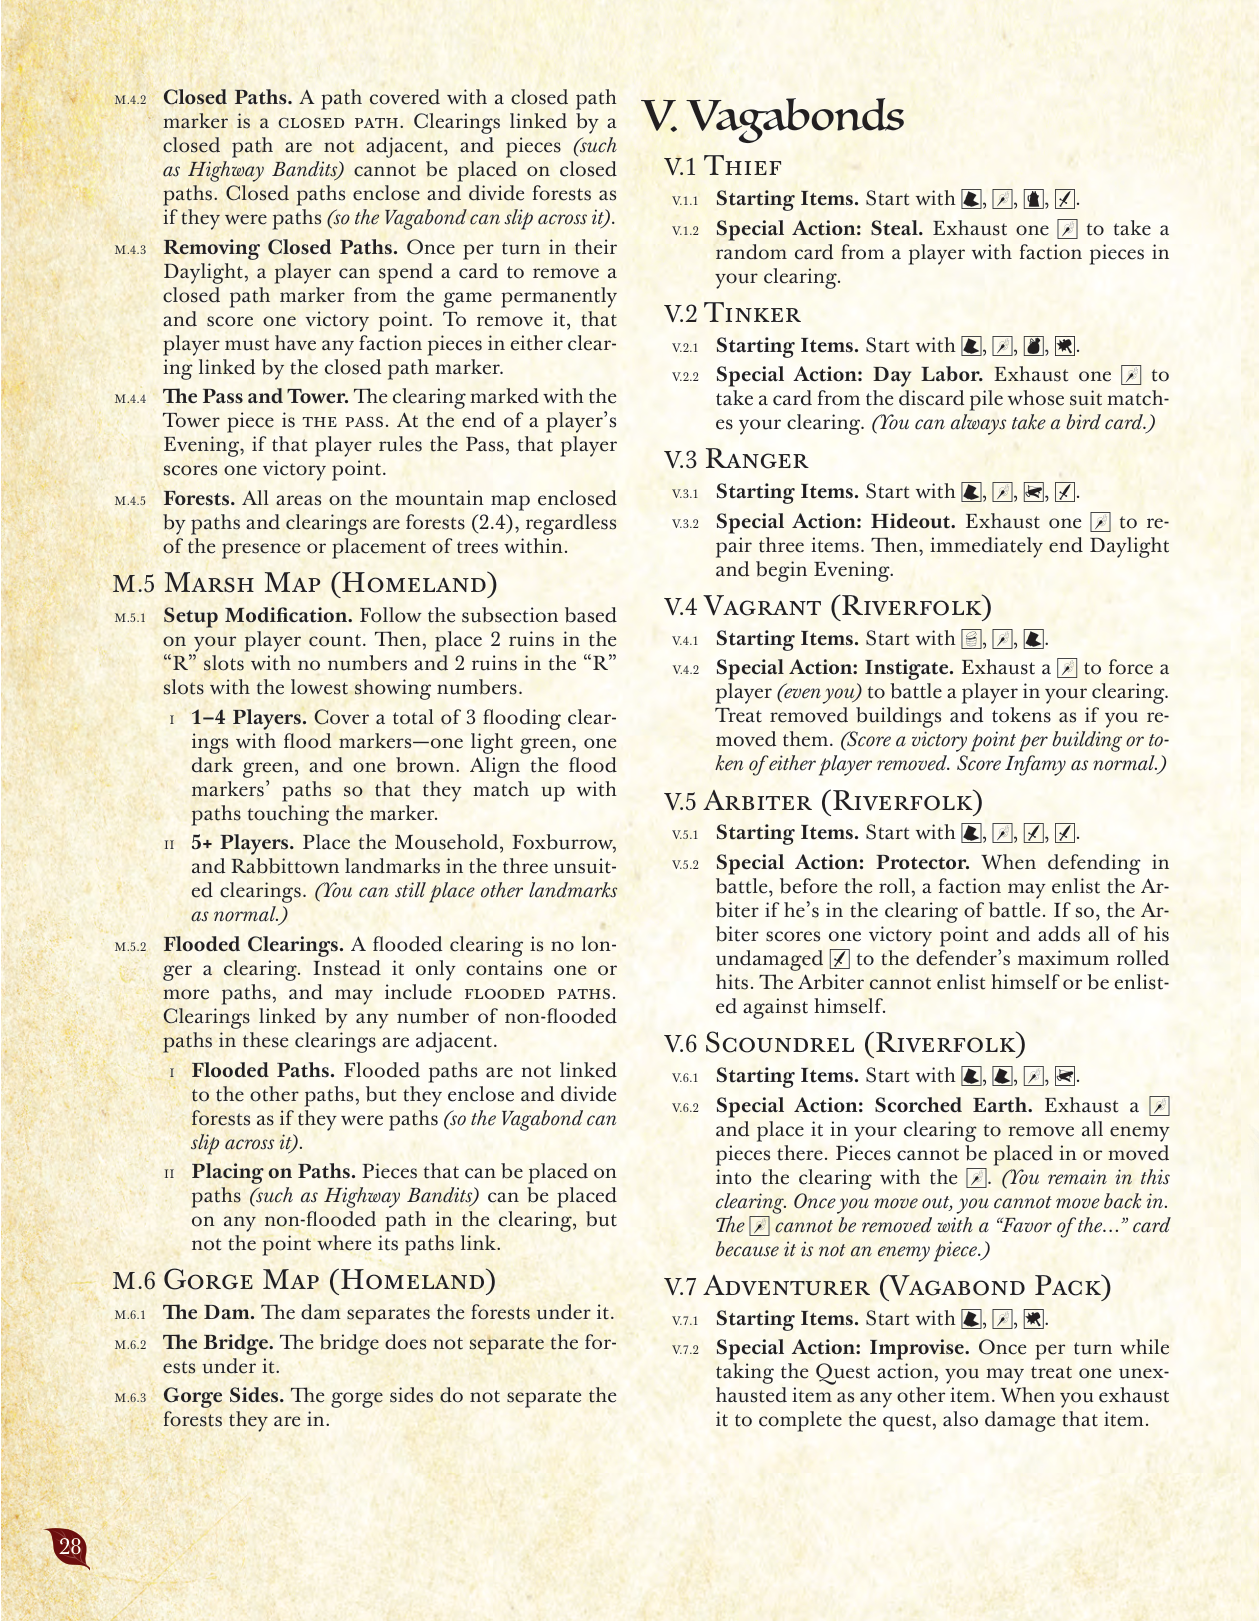 M.4.2 Closed Paths. A path covered with a closed path
marker is a CLOSED PATH. Clearings linked by a
closed path are not adjacent, and pieces (such
as Highway Bandits) cannot be placed on closed
paths. Closed paths enclose and divide forests as
if they were paths (so the Vagabond can slip across it).
M.4.3 Removing Closed Paths. Once per turn in their
Daylight, a player can spend a card to remove a
closed path marker from the game permanently
and score one victory point. To remove it, that
player must have any faction pieces in either clear-
ing linked by the closed path marker.
M.4.4 The Pass and Tower. The clearing marked with the
Tower piece is THE PASS. At the end of a player's
Evening, if that player rules the Pass, that player
scores one victory point.
M.4.5 Forests. All areas on the mountain map enclosed
by paths and clearings are forests (2.4), regardless
of the presence or placement of trees within.
M.5 Marsh Map (Homeland)
M.5.1 Setup Modification. Follow the subsection based
on your player count. Then, place 2 ruins in the
“R” slots with no numbers and 2 ruins in the “R”
slots with the lowest showing numbers.
I 1–4 Players. Cover a total of 3 flooding clear-
ings with flood markers—one light green, one
dark green, and one brown. Align the flood
markers' paths so that they match up with
paths touching the marker.
II 5+ Players. Place the Mousehold, Foxburrow,
and Rabbittown landmarks in the three unsuit-
ed clearings. (You can still place other landmarks
as normal.)
M.5.2 Flooded Clearings. A flooded clearing is no lon-
ger a clearing. Instead it only contains one or
more paths, and may include FLOODED PATHS.
Clearings linked by any number of non-flooded
paths in these clearings are adjacent.
I Flooded Paths. Flooded paths are not linked
to the other paths, but they enclose and divide
forests as if they were paths (so the Vagabond can
slip across it).
II Placing on Paths. Pieces that can be placed on
paths (such as Highway Bandits) can be placed
on any non-flooded path in the clearing, but
not the point where its paths link.
M.6 Gorge Map (Homeland)
M.6.1 The Dam. The dam separates the forests under it.
M.6.2 The Bridge. The bridge does not separate the for-
ests under it.
M.6.3 Gorge Sides. The gorge sides do not separate the
forests they are in.
V. Vagabonds
V.1 Thief
V.1.1 Starting Items. Start with , , , .
V.1.2 Special Action: Steal. Exhaust one to take a
random card from a player with faction pieces in
your clearing.
V.2 Tinker
V.2.1 Starting Items. Start with , , , .
V.2.2 Special Action: Day Labor. Exhaust one to
take a card from the discard pile whose suit match-
es your clearing. (You can always take a bird card.)
V.3 Ranger
V.3.1 Starting Items. Start with , , , .
V.3.2 Special Action: Hideout. Exhaust one to re-
pair three items. Then, immediately end Daylight
and begin Evening.
V.4 Vagrant (Riverfolk)
V.4.1 Starting Items. Start with , , .
V.4.2 Special Action: Instigate. Exhaust a to force a
player (even you) to battle a player in your clearing.
Treat removed buildings and tokens as if you re-
moved them. (Score a victory point per building or to-
ken of either player removed. Score Infamy as normal.)
V.5 Arbiter (Riverfolk)
V.5.1 Starting Items. Start with , , , .
V.5.2 Special Action: Protector. When defending in
battle, before the roll, a faction may enlist the Ar-
biter if he's in the clearing of battle. If so, the Ar-
biter scores one victory point and adds all of his
undamaged to the defender's maximum rolled
hits. The Arbiter cannot enlist himself or be enlist-
ed against himself.
V.6 Scoundrel (Riverfolk)
V.6.1 Starting Items. Start with , , , .
V.6.2 Special Action: Scorched Earth. Exhaust a
and place it in your clearing to remove all enemy
pieces there. Pieces cannot be placed in or moved
into the clearing with the . (You remain in this
clearing. Once you move out, you cannot move back in.
The cannot be removed with a “Favor of the…” card
because it is not an enemy piece.)
V.7 Adventurer (Vagabond Pack)
V.7.1 Starting Items. Start with , , .
V.7.2 Special Action: Improvise. Once per turn while
taking the Quest action, you may treat one unex-
hausted item as any other item. When you exhaust
it to complete the quest, also damage that item.
28